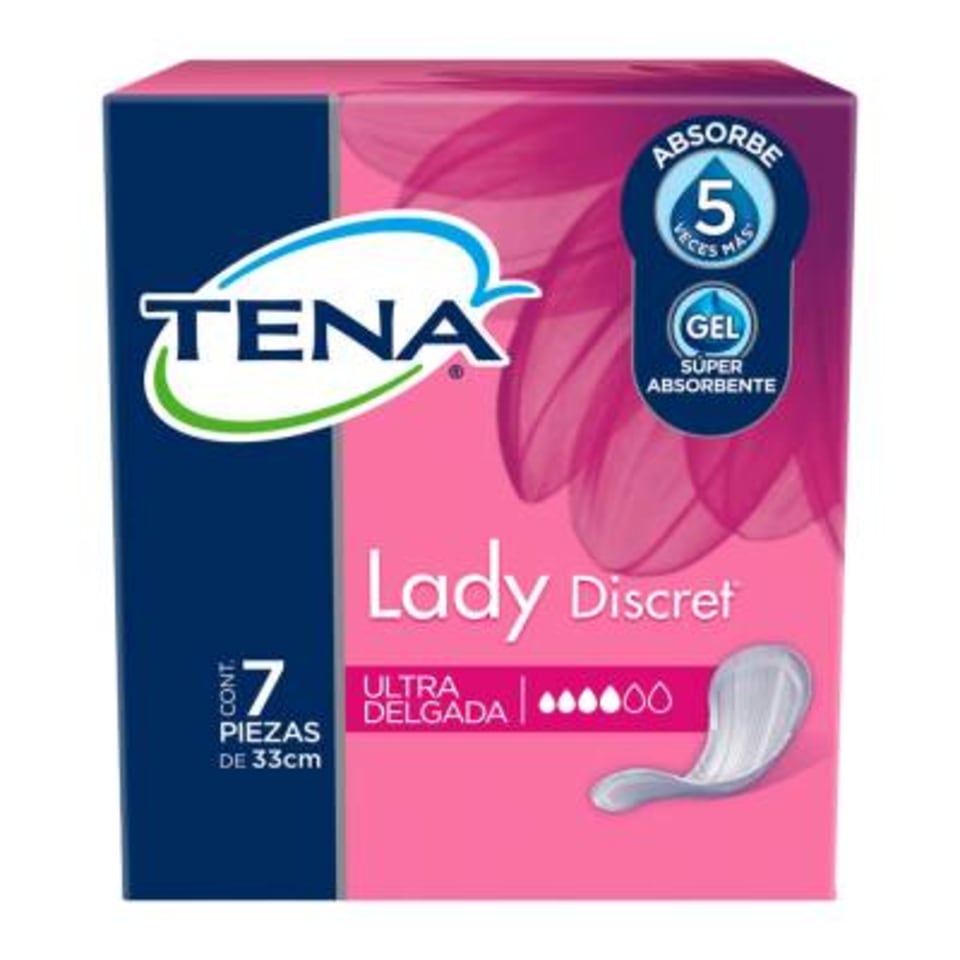 ABSORBE
5
VECES MÁS*
GEL
SÚPER
ABSORBENTE
TENA
®
Lady Discret
ULTRA
DELGADA
CONT. 7
PIEZAS
DE 33cm